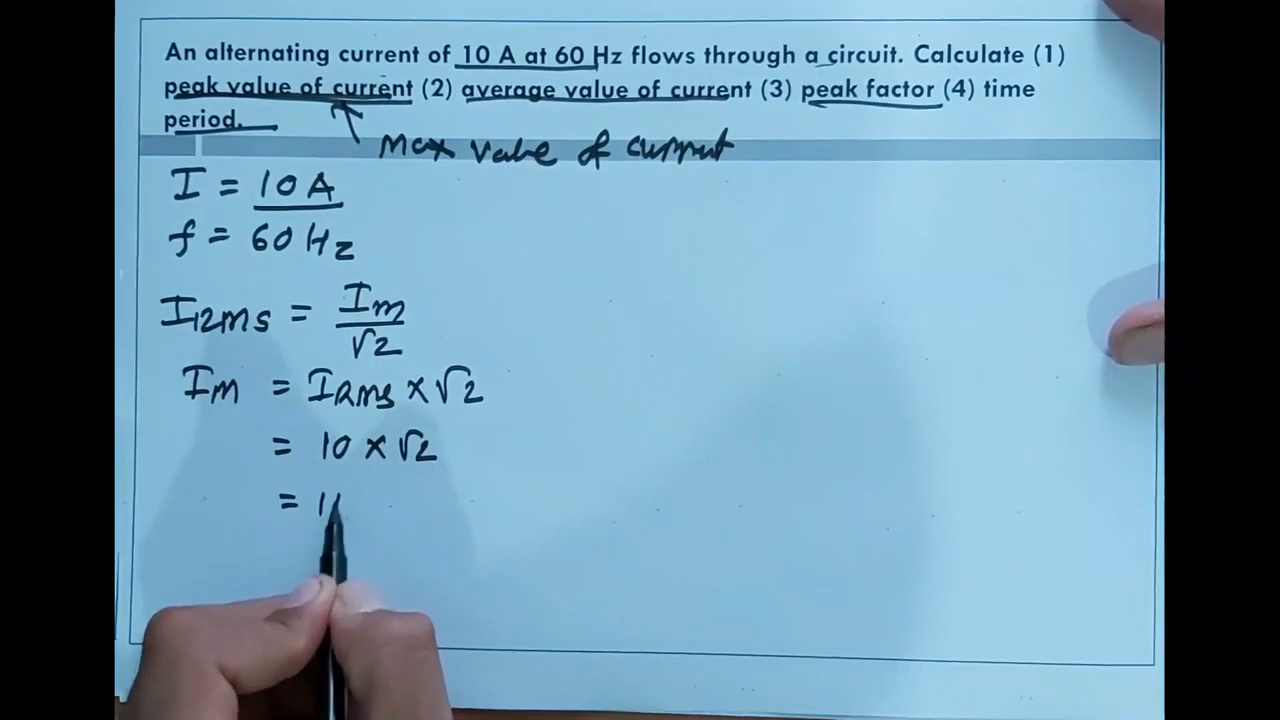 An alternating current of 10 A at 60 Hz flows through a circuit. Calculate (1)
peak value of current (2) average value of current (3) peak factor (4) time
period.
Max value of current
I = 10 A
f = 60 Hz
Irms = Im/√2
Im = Irms × √2
= 10 × √2
= 1